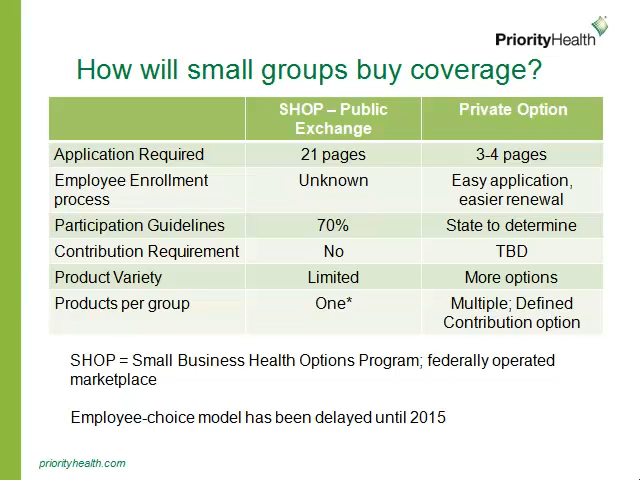 PriorityHealth
How will small groups buy coverage?
SHOP – Public Exchange
Private Option
Application Required
21 pages
3-4 pages
Employee Enrollment process
Unknown
Easy application, easier renewal
Participation Guidelines
70%
State to determine
Contribution Requirement
No
TBD
Product Variety
Limited
More options
Products per group
One*
Multiple; Defined Contribution option
SHOP = Small Business Health Options Program; federally operated
marketplace
Employee-choice model has been delayed until 2015
priorityhealth.com